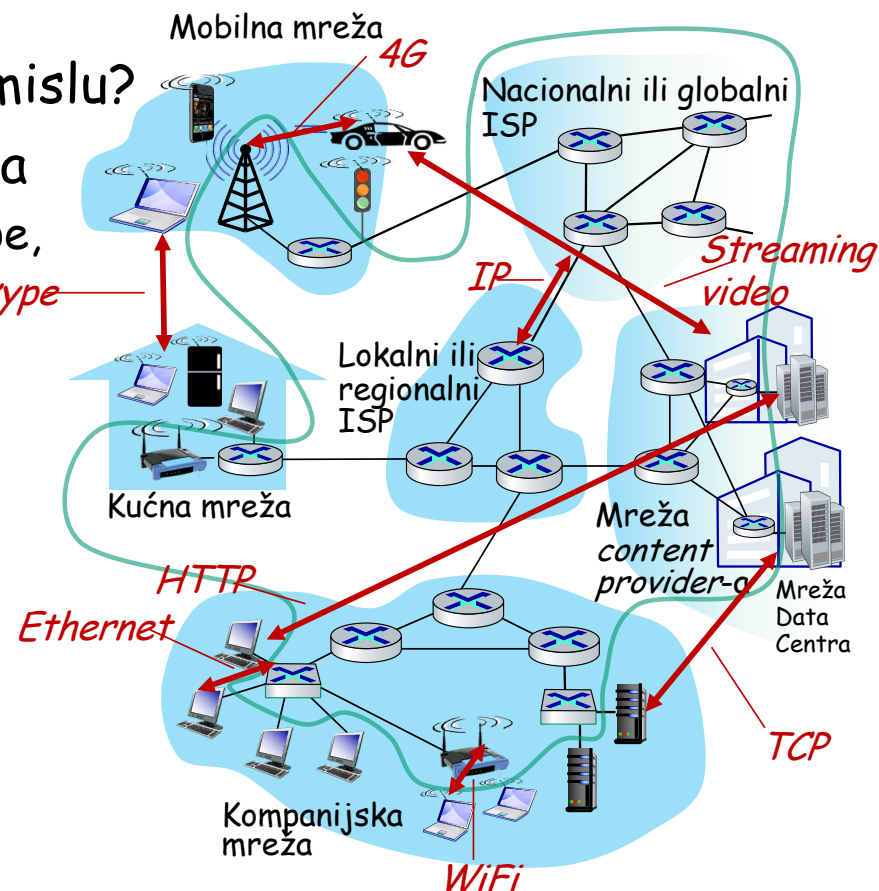 Mobilna mreža
4G
mislu?
Nacionalni ili globalni
ISP
a
pe,
ype
IP
Streaming
video
Lokalni ili
regionalni
ISP
Kućna mreža
Mreža
content
provider-a
Mreža
Data
Centra
HTTP
Ethernet
TCP
Kompanijska
mreža
WiFi